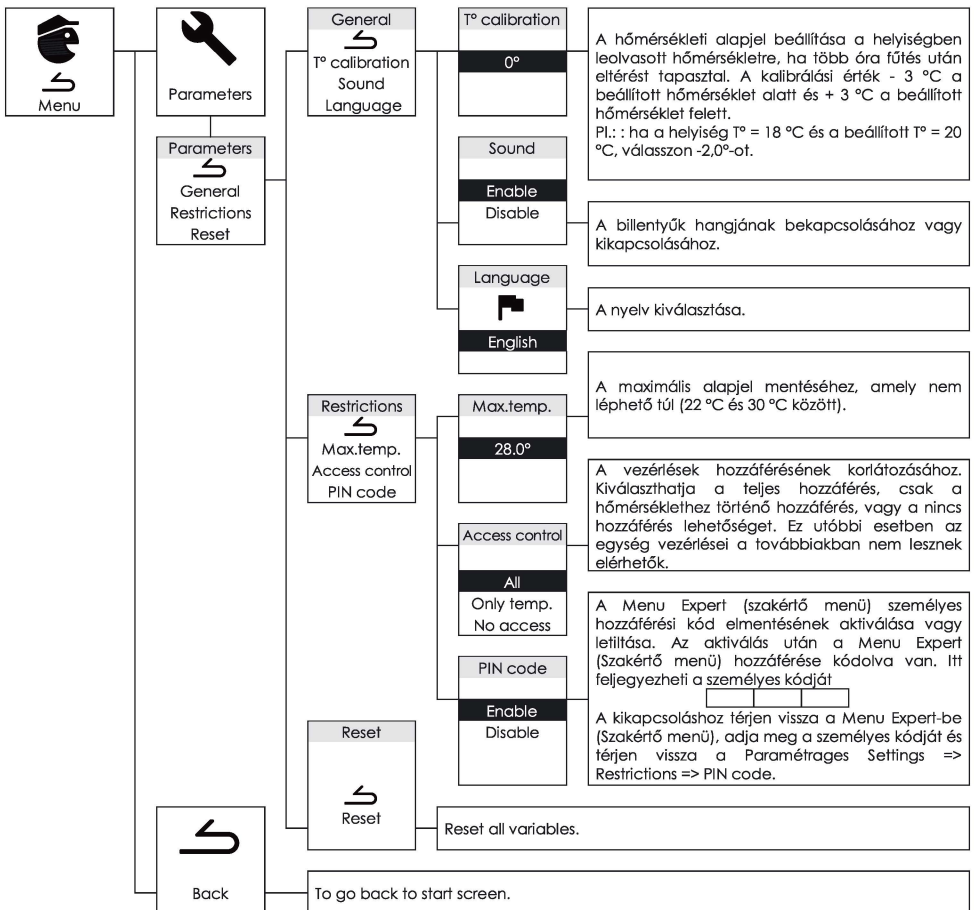 Menu
Parameters
Parameters
General
Restrictions
Reset
General
T° calibration
Sound
Language
T° calibration
0°
A hőmérsékleti alapjel beállítása a helyiségben
leolvasott hőmérsékletre, ha több óra fűtés után
eltérést tapasztal. A kalibrálási érték - 3 °C a
beállított hőmérséklet alatt és + 3 °C a beállított
hőmérséklet felett.
Pl.: : ha a helyiség T° = 18 °C és a beállított T° = 20
°C, válasszon -2,0°-ot.
Sound
Enable
Disable
A billentyűk hangjának bekapcsolásához vagy
kikapcsolásához.
Language
English
A nyelv kiválasztása.
Restrictions
Max.temp.
Access control
PIN code
Max.temp.
28.0°
A maximális alapjel mentéséhez, amely nem
léphető túl (22 °C és 30 °C között).
Access control
All
Only temp.
No access
A vezérlések hozzáférésének korlátozásához.
Kiválaszthatja a teljes hozzáférés, csak a
hőmérséklethez történő hozzáférés, vagy a nincs
hozzáférés lehetőséget. Ez utóbbi esetben az
egység vezérlései a továbbiakban nem lesznek
elérhetők.
PIN code
Enable
Disable
A Menu Expert (szakértő menü) személyes
hozzáférési kód elmentésének aktiválása vagy
letiltása. Az aktiválás után a Menu Expert
(Szakértő menü) hozzáférése kódolva van. Itt
feljegyezheti a személyes kódját
A kikapcsoláshoz térjen vissza a Menu Expert-be
(Szakértő menü), adja meg a személyes kódját és
térjen vissza a Paramétrages Settings =>
Restrictions => PIN code.
Reset
Reset
Reset all variables.
Back
To go back to start screen.